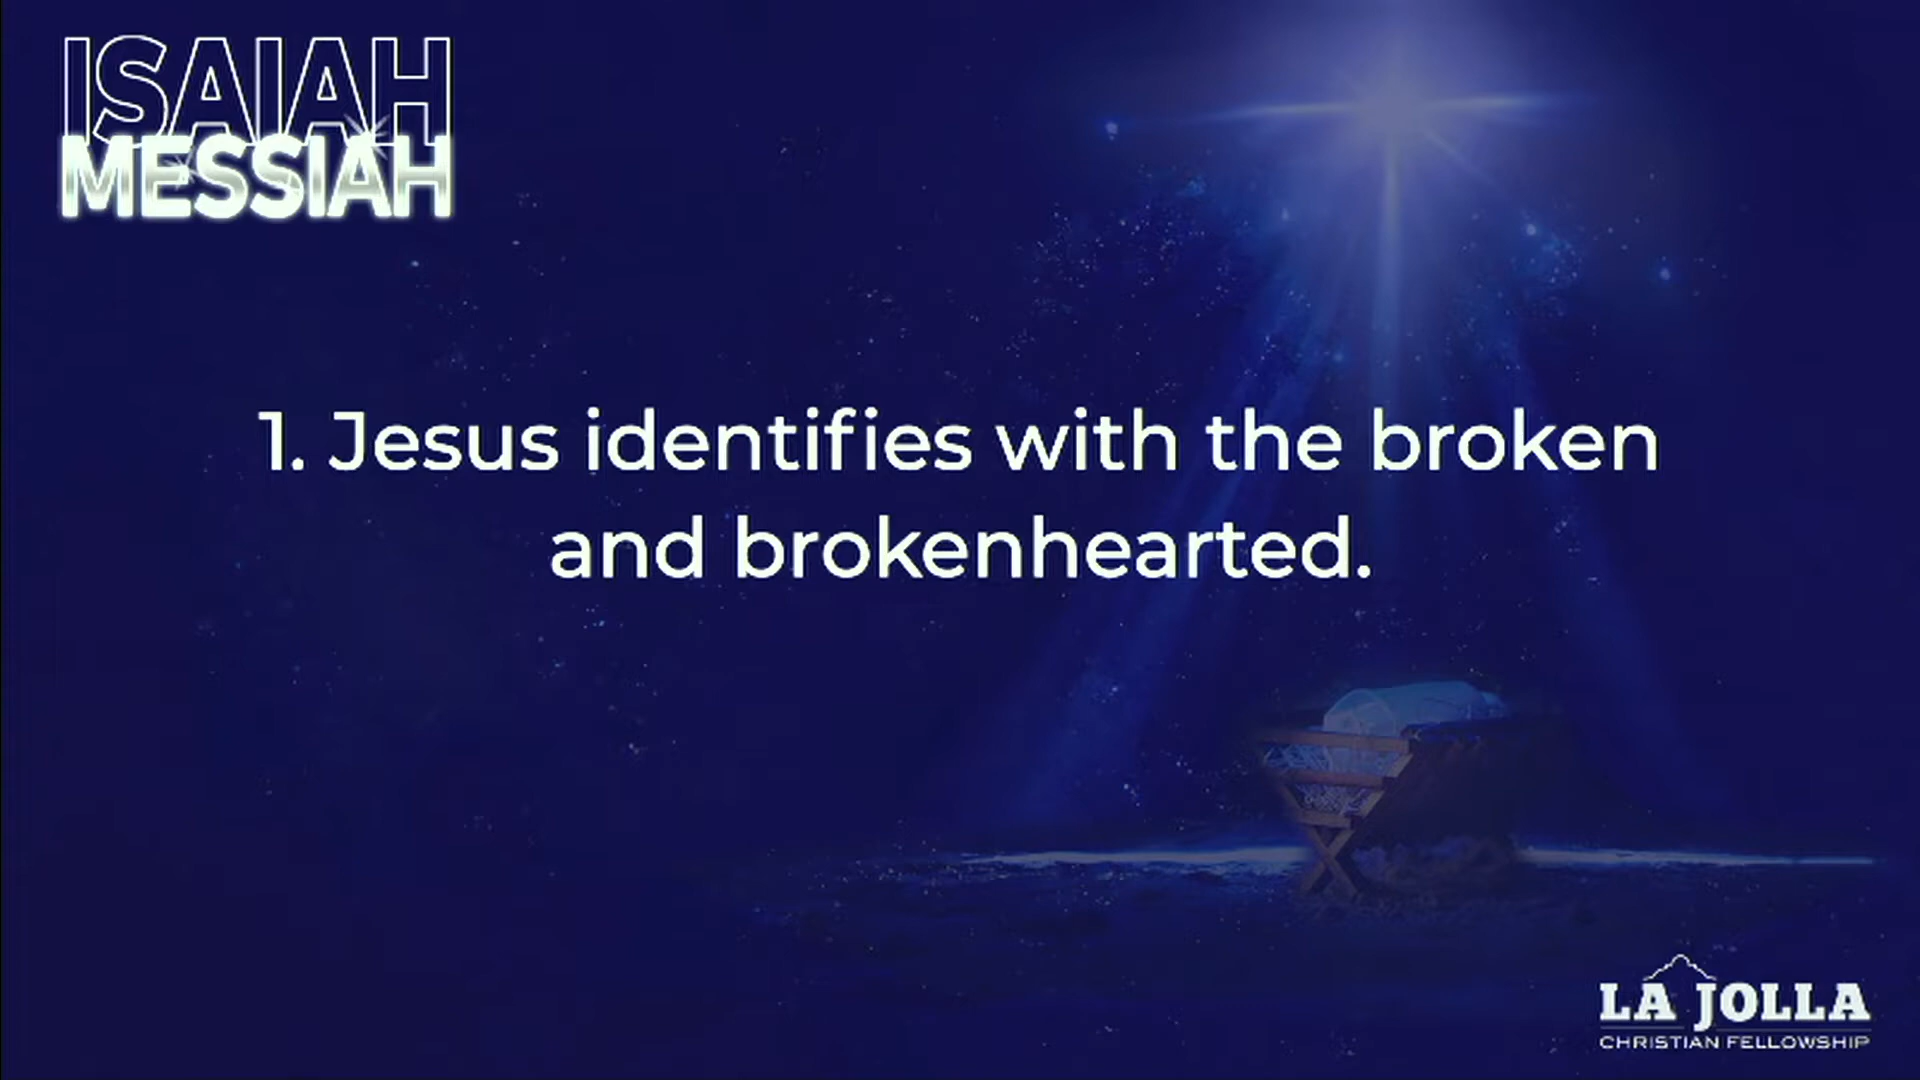 ISAIAH
MESSIAH
1. Jesus identifies with the broken
and brokenhearted.
LA JOLLA
CHRISTIAN FELLOWSHIP